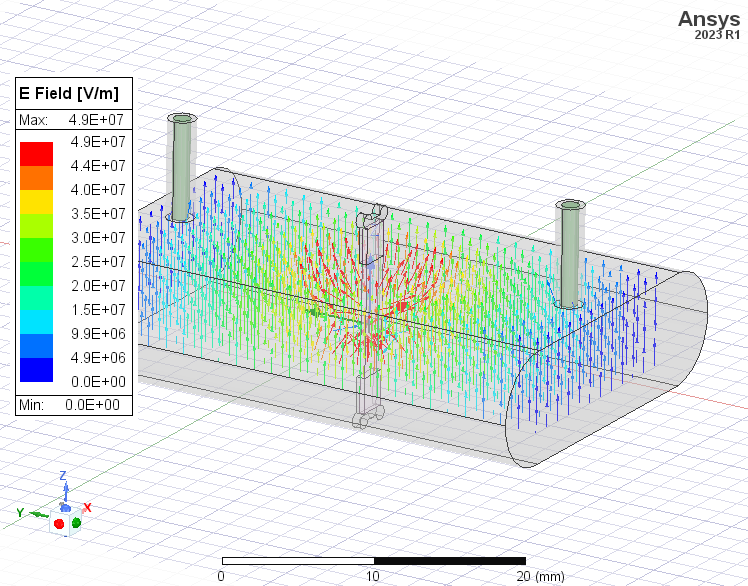 Ansys
2023 R1
E Field [V/m]
Max: 4.9E+07
4.9E+07
4.4E+07
4.0E+07
3.5E+07
3.0E+07
2.5E+07
2.0E+07
1.5E+07
9.9E+06
4.9E+06
0.0E+00
Min: 0.0E+00
Z
Y
X
0 10 20 (mm)